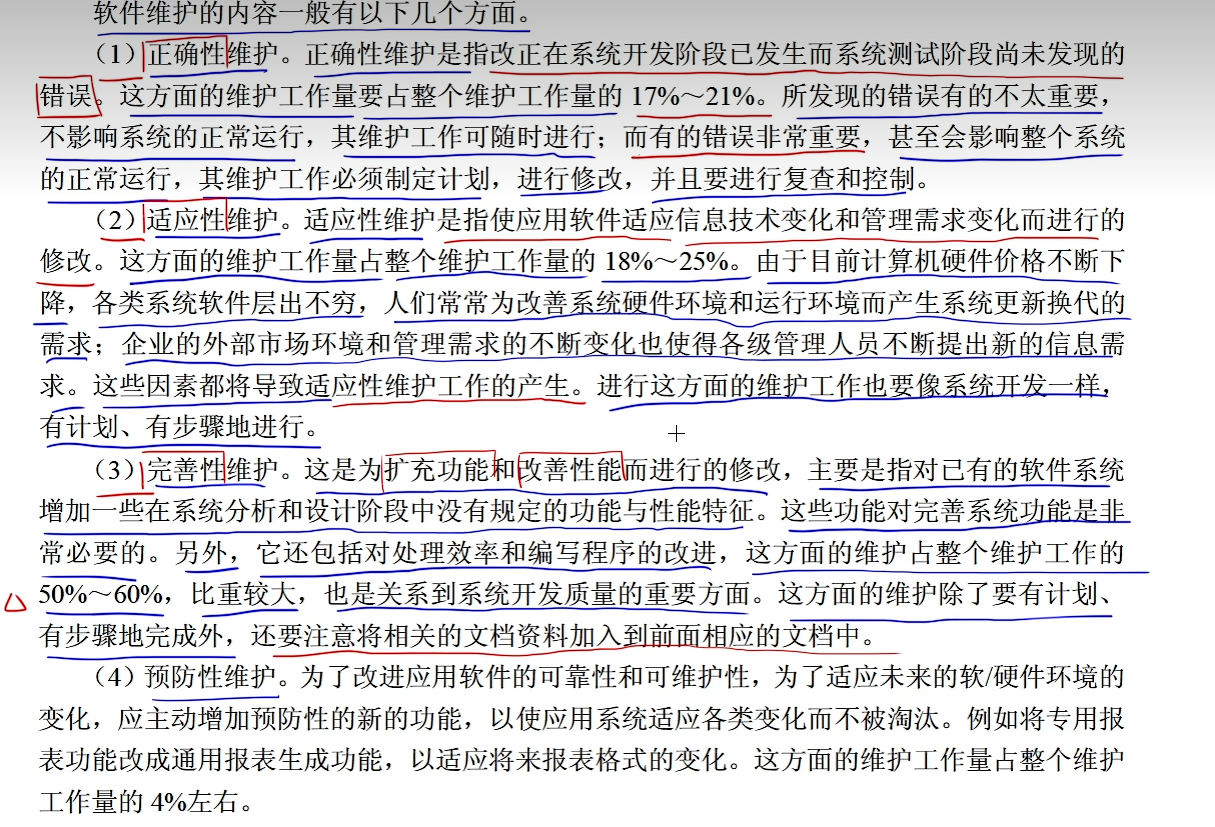 软件维护的内容一般有以下几个方面。
（1）正确性维护。正确性维护是指改正在系统开发阶段已发生而系统测试阶段尚未发现的
错误。这方面的维护工作量要占整个维护工作量的 17%～21%。所发现的错误有的不太重要，
不影响系统的正常运行，其维护工作可随时进行；而有的错误非常重要，甚至会影响整个系统
的正常运行，其维护工作必须制定计划，进行修改，并且要进行复查和控制。
（2）适应性维护。适应性维护是指使应用软件适应信息技术变化和管理需求变化而进行的
修改。这方面的维护工作量占整个维护工作量的 18%～25%。由于目前计算机硬件价格不断下
降，各类系统软件层出不穷，人们常常为改善系统硬件环境和运行环境而产生系统更新换代的
需求；企业的外部市场环境和管理需求的不断变化也使得各级管理人员不断提出新的信息需
求。这些因素都将导致适应性维护工作的产生。进行这方面的维护工作也要像系统开发一样，
有计划、有步骤地进行。
（3）完善性维护。这是为扩充功能和改善性能而进行的修改，主要是指对已有的软件系统
增加一些在系统分析和设计阶段中没有规定的功能与性能特征。这些功能对完善系统功能是非
常必要的。另外，它还包括对处理效率和编写程序的改进，这方面的维护占整个维护工作的
50%～60%，比重较大，也是关系到系统开发质量的重要方面。这方面的维护除了要有计划、
有步骤地完成外，还要注意将相关的文档资料加入到前面相应的文档中。
（4）预防性维护。为了改进应用软件的可靠性和可维护性，为了适应未来的软/硬件环境的
变化，应主动增加预防性的新的功能，以使应用系统适应各类变化而不被淘汰。例如将专用报
表功能改成通用报表生成功能，以适应将来报表格式的变化。这方面的维护工作量占整个维护
工作量的 4%左右。